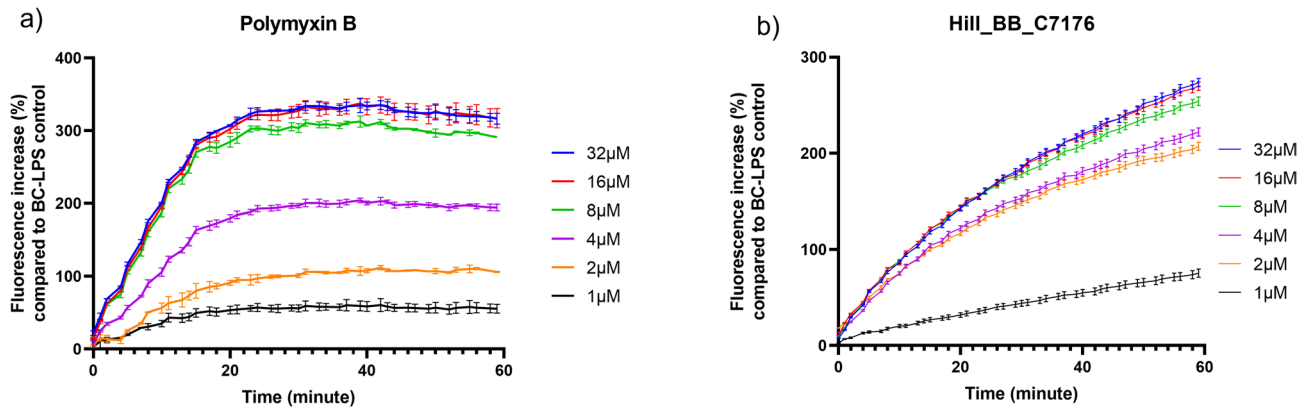 a)
Polymyxin B
Fluorescence increase (%)
compared to BC-LPS control
400
300
200
100
0
0
20
40
60
Time (minute)
32µM
16µM
8µM
4µM
2µM
1µM
b)
Hill_BB_C7176
Fluorescence increase (%)
compared to BC-LPS control
300
200
100
0
0
20
40
60
Time (minute)
32µM
16µM
8µM
4µM
2µM
1µM